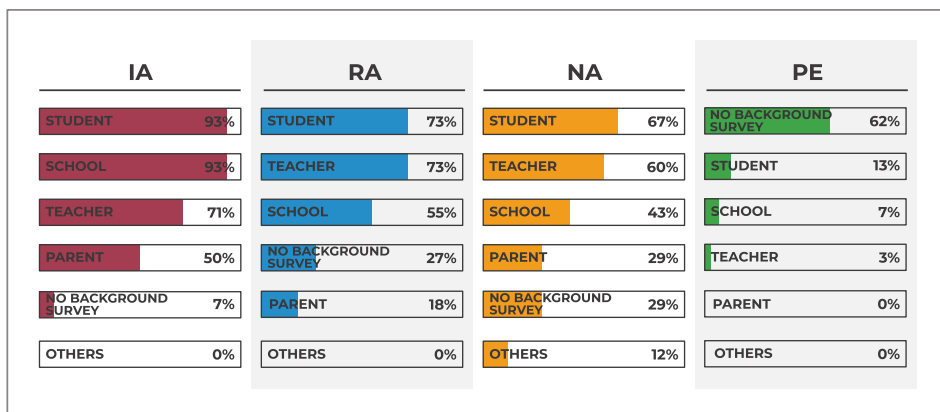 IA
STUDENT 93%
SCHOOL 93%
TEACHER 71%
PARENT 50%
NO BACKGROUND
SURVEY 7%
OTHERS 0%
RA
STUDENT 73%
TEACHER 73%
SCHOOL 55%
NO BACKGROUND
SURVEY 27%
PARENT 18%
OTHERS 0%
NA
STUDENT 67%
TEACHER 60%
SCHOOL 43%
PARENT 29%
NO BACKGROUND
SURVEY 29%
OTHERS 12%
PE
NO BACKGROUND
SURVEY 62%
STUDENT 13%
SCHOOL 7%
TEACHER 3%
PARENT 0%
OTHERS 0%